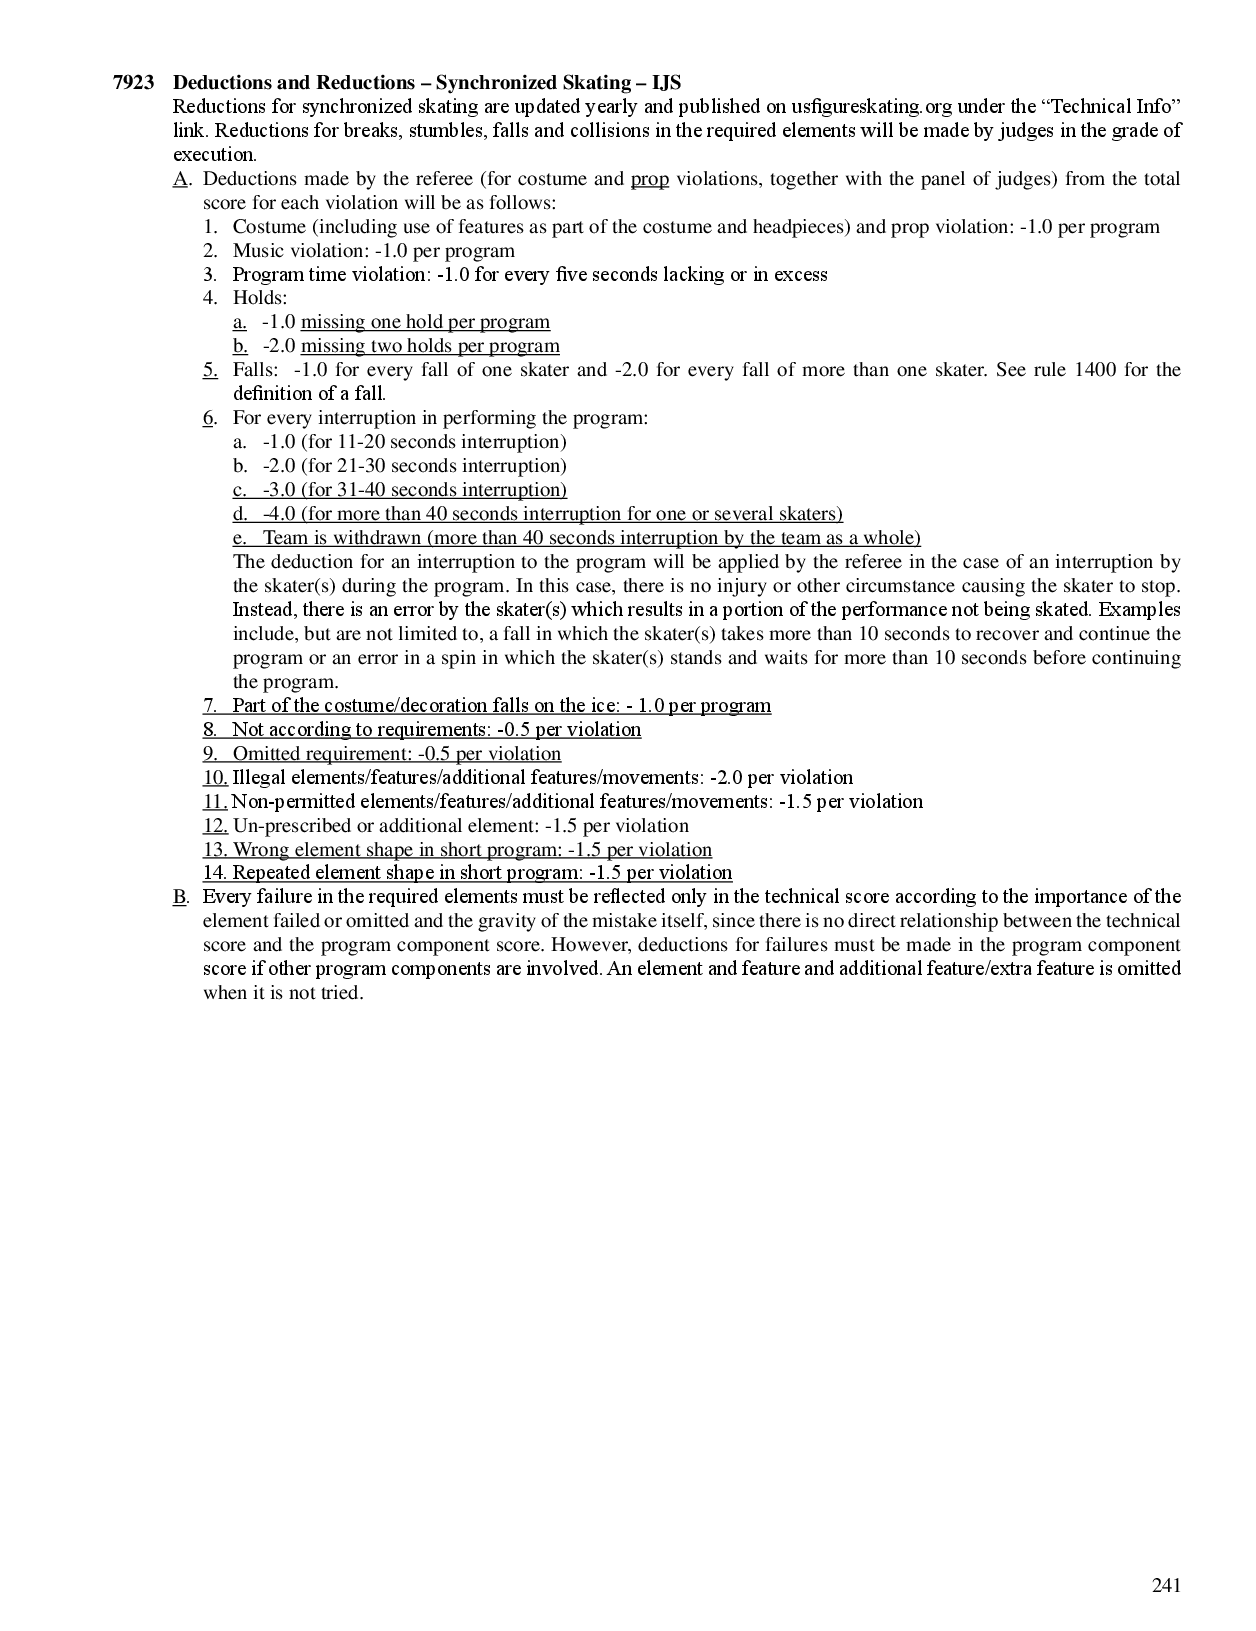 7923 Deductions and Reductions – Synchronized Skating – IJS
Reductions for synchronized skating are updated yearly and published on usfigureskating.org under the “Technical Info”
link. Reductions for breaks, stumbles, falls and collisions in the required elements will be made by judges in the grade of
execution.
A. Deductions made by the referee (for costume and prop violations, together with the panel of judges) from the total
score for each violation will be as follows:
1. Costume (including use of features as part of the costume and headpieces) and prop violation: -1.0 per program
2. Music violation: -1.0 per program
3. Program time violation: -1.0 for every five seconds lacking or in excess
4. Holds:
a. -1.0 missing one hold per program
b. -2.0 missing two holds per program
5. Falls: -1.0 for every fall of one skater and -2.0 for every fall of more than one skater. See rule 1400 for the
definition of a fall.
6. For every interruption in performing the program:
a. -1.0 (for 11-20 seconds interruption)
b. -2.0 (for 21-30 seconds interruption)
c. -3.0 (for 31-40 seconds interruption)
d. -4.0 (for more than 40 seconds interruption for one or several skaters)
e. Team is withdrawn (more than 40 seconds interruption by the team as a whole)
The deduction for an interruption to the program will be applied by the referee in the case of an interruption by
the skater(s) during the program. In this case, there is no injury or other circumstance causing the skater to stop.
Instead, there is an error by the skater(s) which results in a portion of the performance not being skated. Examples
include, but are not limited to, a fall in which the skater(s) takes more than 10 seconds to recover and continue the
program or an error in a spin in which the skater(s) stands and waits for more than 10 seconds before continuing
the program.
7. Part of the costume/decoration falls on the ice: - 1.0 per program
8. Not according to requirements: -0.5 per violation
9. Omitted requirement: -0.5 per violation
10. Illegal elements/features/additional features/movements: -2.0 per violation
11. Non-permitted elements/features/additional features/movements: -1.5 per violation
12. Un-prescribed or additional element: -1.5 per violation
13. Wrong element shape in short program: -1.5 per violation
14. Repeated element shape in short program: -1.5 per violation
B. Every failure in the required elements must be reflected only in the technical score according to the importance of the
element failed or omitted and the gravity of the mistake itself, since there is no direct relationship between the technical
score and the program component score. However, deductions for failures must be made in the program component
score if other program components are involved. An element and feature and additional feature/extra feature is omitted
when it is not tried.
241